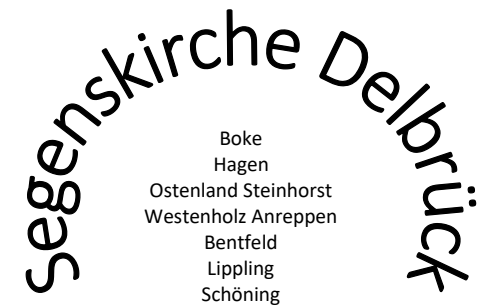 Segenskirche Delbrück
Boke
Hagen
Ostenland Steinhorst
Westenholz Anreppen
Bentfeld
Lippling
Schöning